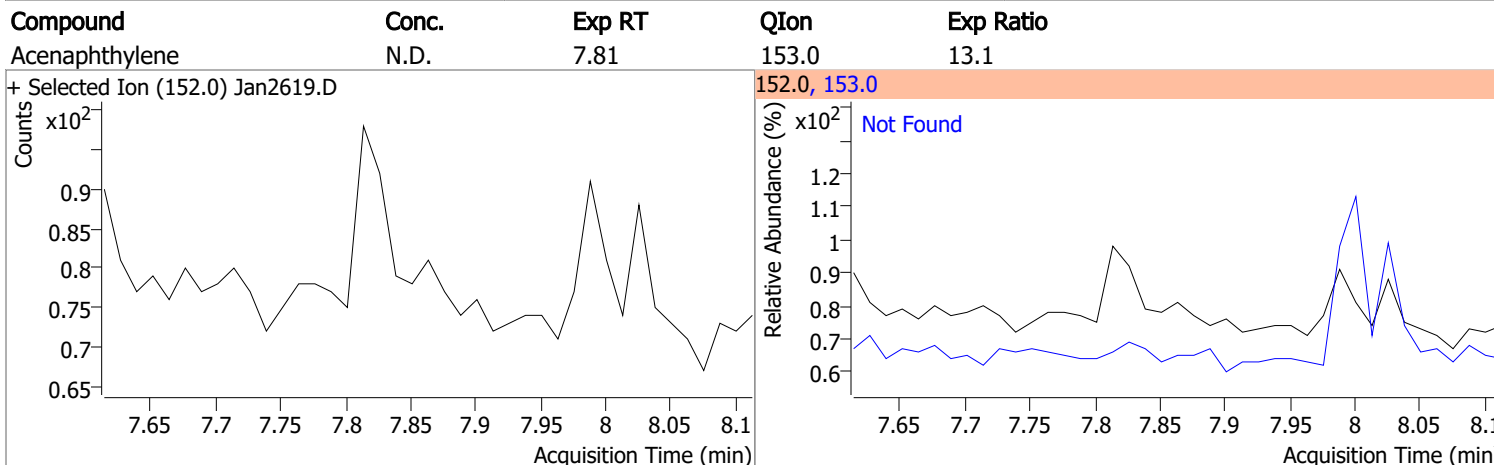 Compound Conc. Exp RT QIon Exp Ratio
Acenaphthylene N.D. 7.81 153.0 13.1
+ Selected Ion (152.0) Jan2619.D
Counts
x10²
0.9
0.85
0.8
0.75
0.7
0.65
7.65 7.7 7.75 7.8 7.85 7.9 7.95 8 8.05 8.1
Acquisition Time (min)
152.0, 153.0
Relative Abundance (%)
x10²
Not Found
1.2
1.1
1
0.9
0.8
0.7
0.6
7.65 7.7 7.75 7.8 7.85 7.9 7.95 8 8.05 8.1
Acquisition Time (min